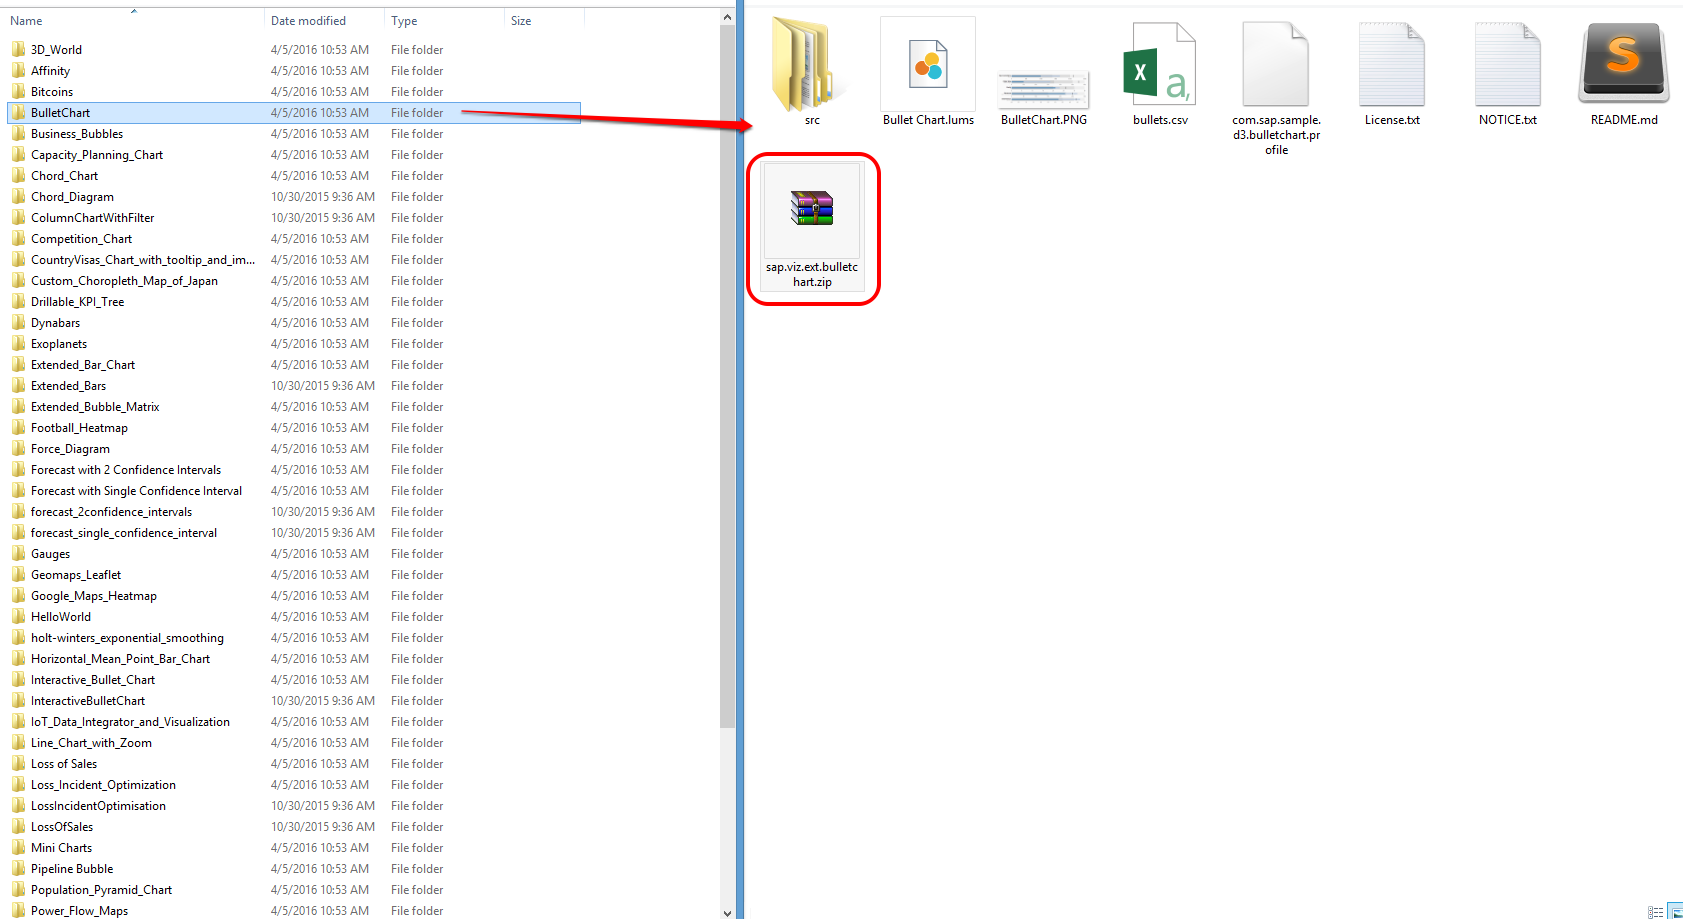 Name Date modified Type Size
3D_World 4/5/2016 10:53 AM File folder
Affinity 4/5/2016 10:53 AM File folder
Bitcoins 4/5/2016 10:53 AM File folder
BulletChart 4/5/2016 10:53 AM File folder
Business_Bubbles 4/5/2016 10:53 AM File folder
Capacity_Planning_Chart 4/5/2016 10:53 AM File folder
Chord_Chart 4/5/2016 10:53 AM File folder
Chord_Diagram 10/30/2015 9:36 AM File folder
ColumnChartWithFilter 10/30/2015 9:36 AM File folder
Competition_Chart 4/5/2016 10:53 AM File folder
CountryVisas_Chart_with_tooltip_and_im... 4/5/2016 10:53 AM File folder
Custom_Choropleth_Map_of_Japan 4/5/2016 10:53 AM File folder
Drillable_KPI_Tree 4/5/2016 10:53 AM File folder
Dynabars 4/5/2016 10:53 AM File folder
Exoplanets 4/5/2016 10:53 AM File folder
Extended_Bar_Chart 4/5/2016 10:53 AM File folder
Extended_Bars 10/30/2015 9:36 AM File folder
Extended_Bubble_Matrix 4/5/2016 10:53 AM File folder
Football_Heatmap 4/5/2016 10:53 AM File folder
Force_Diagram 4/5/2016 10:53 AM File folder
Forecast with 2 Confidence Intervals 4/5/2016 10:53 AM File folder
Forecast with Single Confidence Interval 4/5/2016 10:53 AM File folder
forecast_2confidence_intervals 10/30/2015 9:36 AM File folder
forecast_single_confidence_interval 10/30/2015 9:36 AM File folder
Gauges 4/5/2016 10:53 AM File folder
Geomaps_Leaflet 4/5/2016 10:53 AM File folder
Google_Maps_Heatmap 4/5/2016 10:53 AM File folder
HelloWorld 4/5/2016 10:53 AM File folder
holt-winters_exponential_smoothing 4/5/2016 10:53 AM File folder
Horizontal_Mean_Point_Bar_Chart 4/5/2016 10:53 AM File folder
Interactive_Bullet_Chart 4/5/2016 10:53 AM File folder
InteractiveBulletChart 10/30/2015 9:36 AM File folder
IoT_Data_Integrator_and_Visualization 4/5/2016 10:53 AM File folder
Line_Chart_with_Zoom 4/5/2016 10:53 AM File folder
Loss of Sales 4/5/2016 10:53 AM File folder
Loss_Incident_Optimization 4/5/2016 10:53 AM File folder
LossIncidentOptimisation 10/30/2015 9:36 AM File folder
LossOfSales 10/30/2015 9:36 AM File folder
Mini Charts 4/5/2016 10:53 AM File folder
Pipeline Bubble 4/5/2016 10:53 AM File folder
Population_Pyramid_Chart 4/5/2016 10:53 AM File folder
Power_Flow_Maps 4/5/2016 10:53 AM File folder
X a,
S
src
Bullet Chart.lums
BulletChart.PNG
bullets.csv
com.sap.sample.
d3.bulletchart.pr
ofile
License.txt
NOTICE.txt
README.md
sap.viz.ext.bulletc
hart.zip